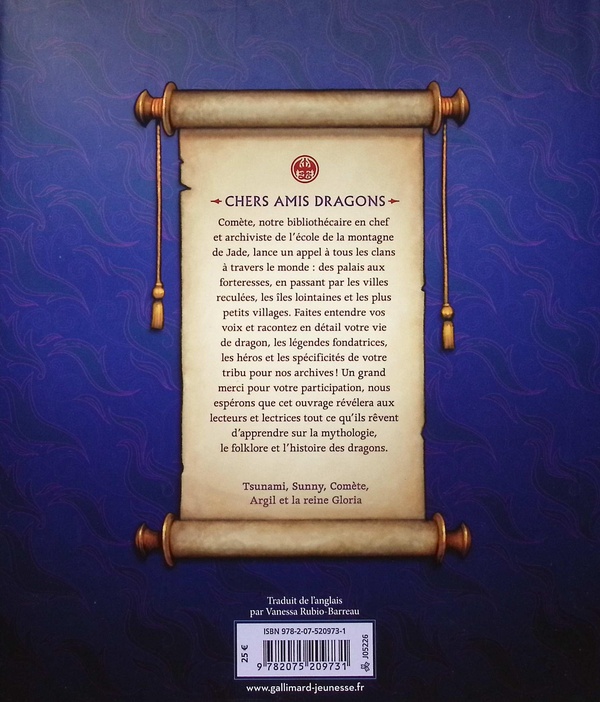 CHERS AMIS DRAGONS
Comète, notre bibliothécaire en chef
et archiviste de l'école de la montagne
de Jade, lance un appel à tous les clans
à travers le monde : des palais aux
forteresses, en passant par les villes
reculées, les îles lointaines et les plus
petits villages. Faites entendre vos
voix et racontez en détail votre vie
de dragon, les légendes fondatrices,
les héros et les spécificités de votre
tribu pour nos archives ! Un grand
merci pour votre participation, nous
espérons que cet ouvrage révélera aux
lecteurs et lectrices tout ce qu'ils rêvent
d'apprendre sur la mythologie,
le folklore et l'histoire des dragons.
Tsunami, Sunny, Comète,
Argil et la reine Gloria
Traduit de l'anglais
par Vanessa Rubio-Barreau
ISBN 978-2-07-520973-1
25 €
9 782075 209731
J05226
www.gallimard-jeunesse.fr